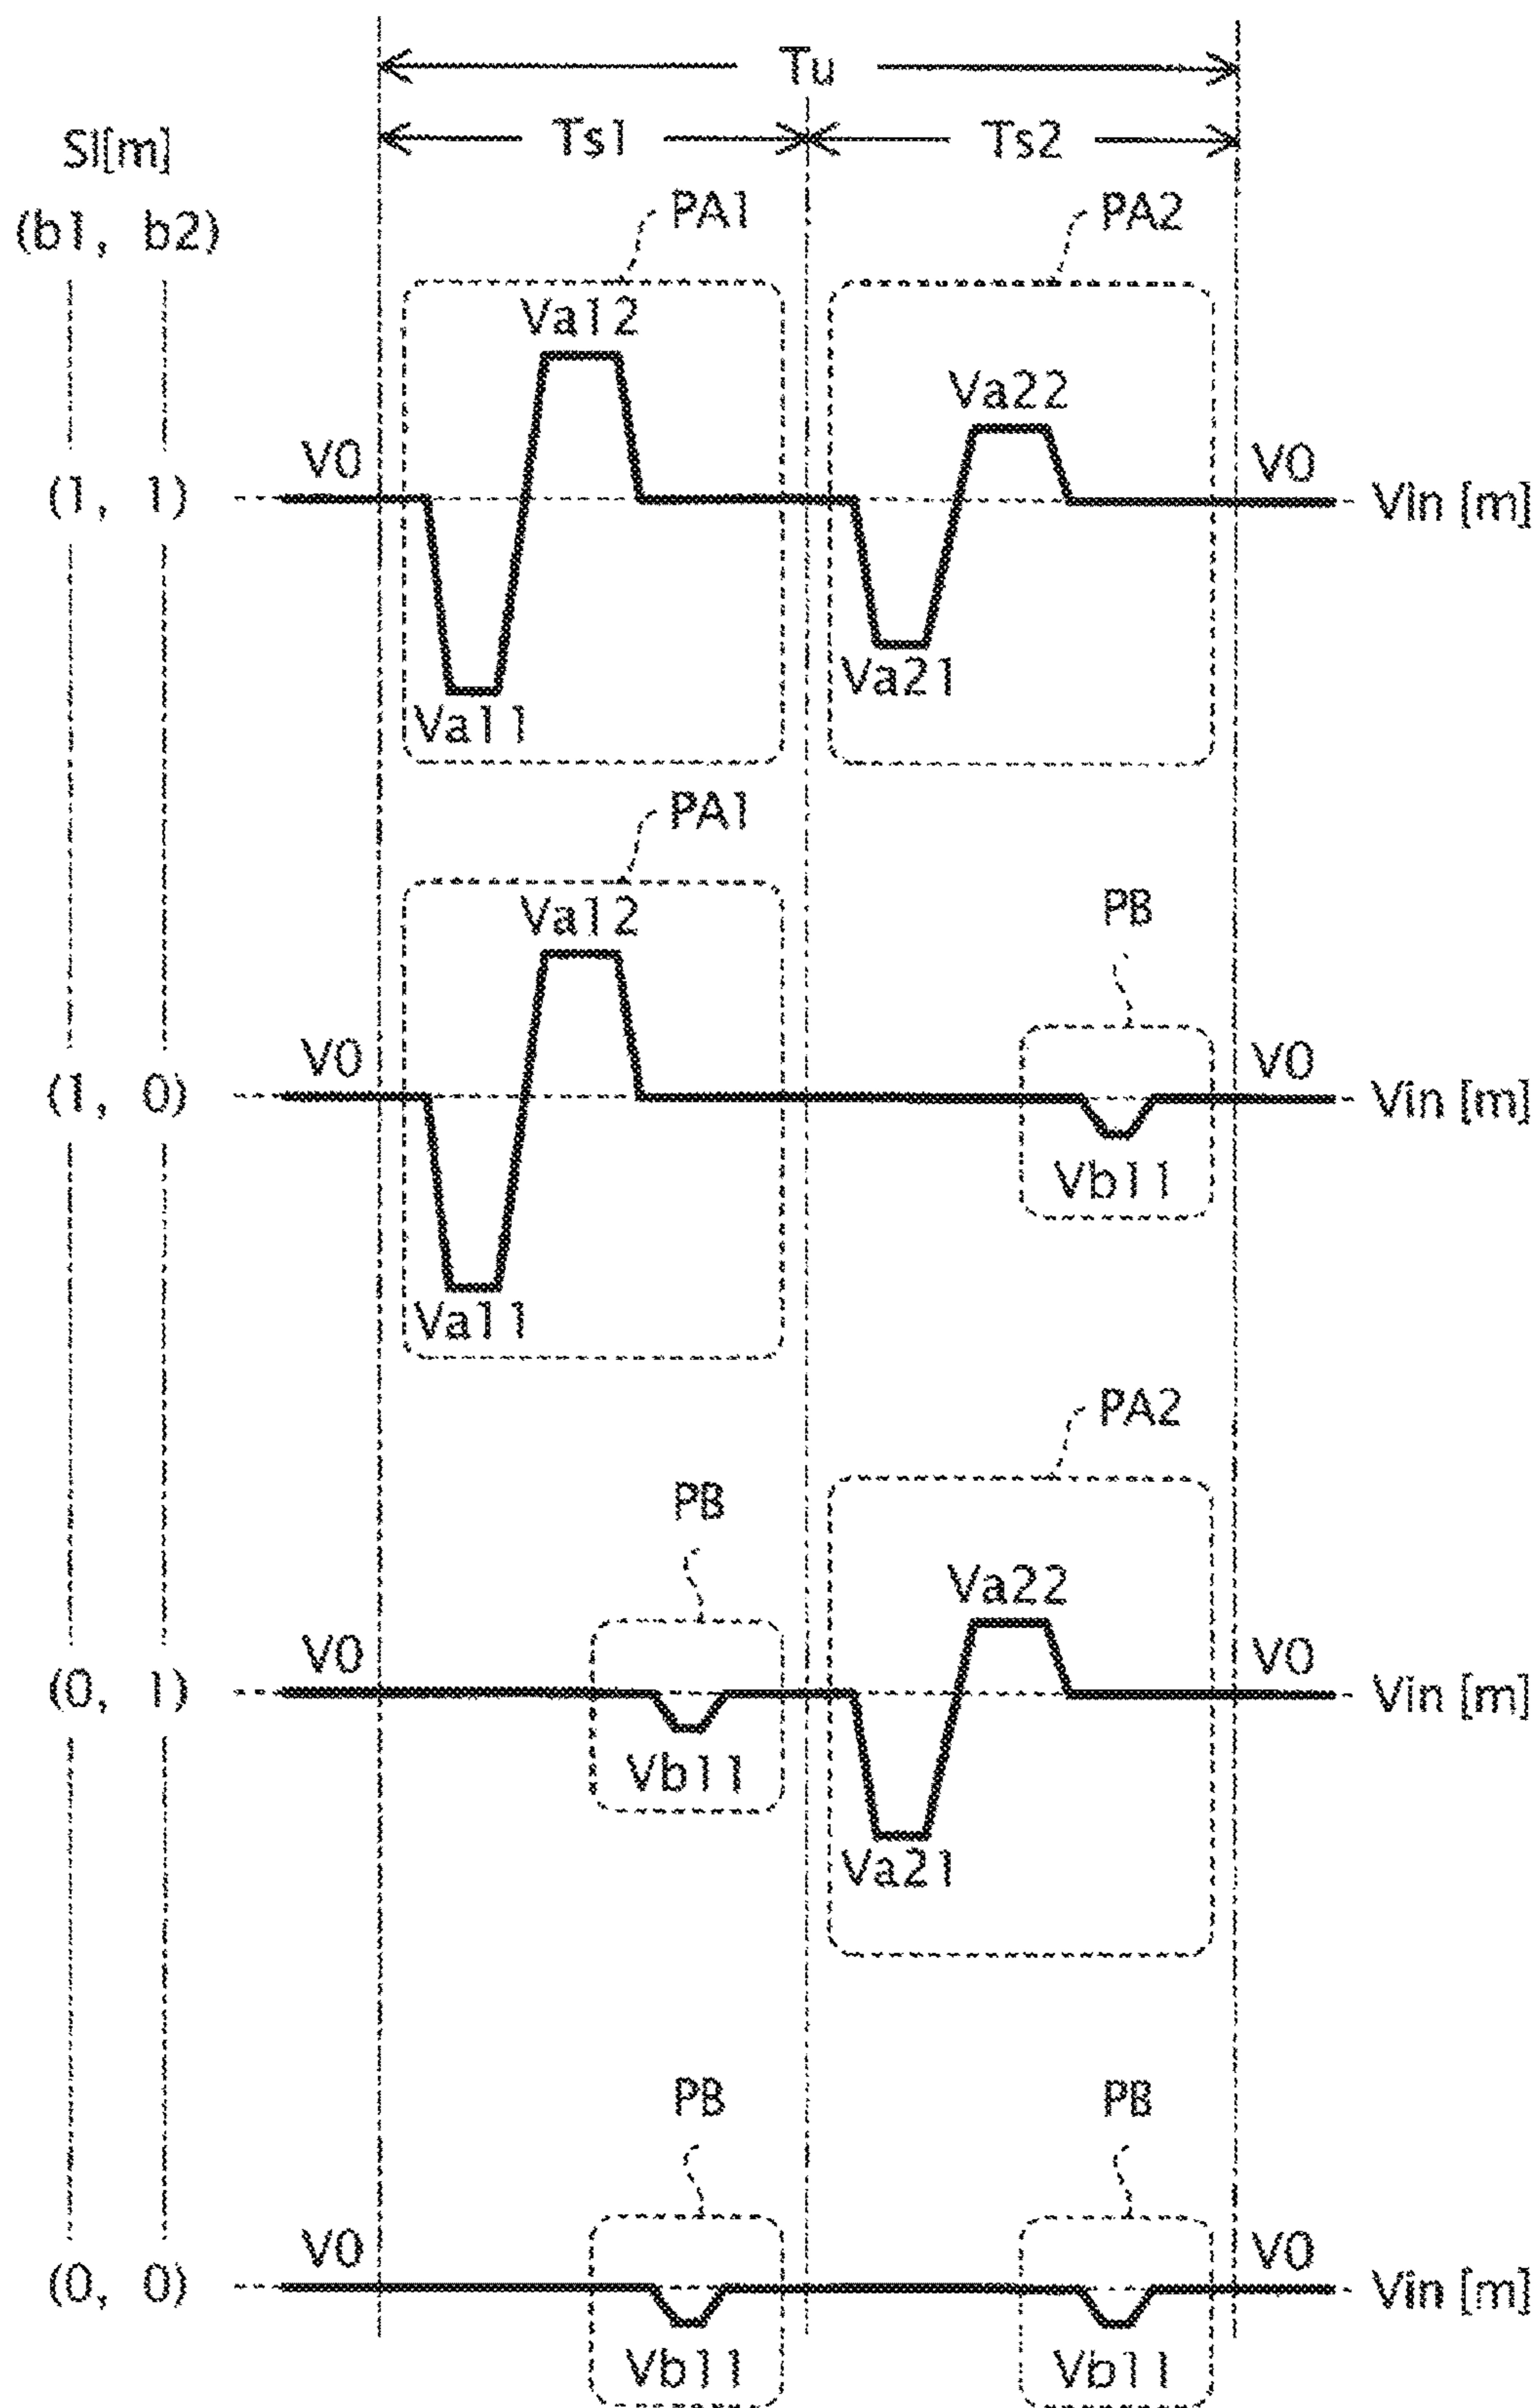 Tu
Ts1 Ts2
SI[m]
(b1, b2)
PA1 PA2
Va12
Va22
V0 V0
(1, 1) Vin [m]
Va21
Va11
PA1
Va12
PB
V0 V0
(1, 0) Vin [m]
Vb11
Va11
PA2
PB
Va22
V0 V0
(0, 1) Vin [m]
Vb11
Va21
PB PB
V0 V0
(0, 0) Vin [m]
Vb11 Vb11